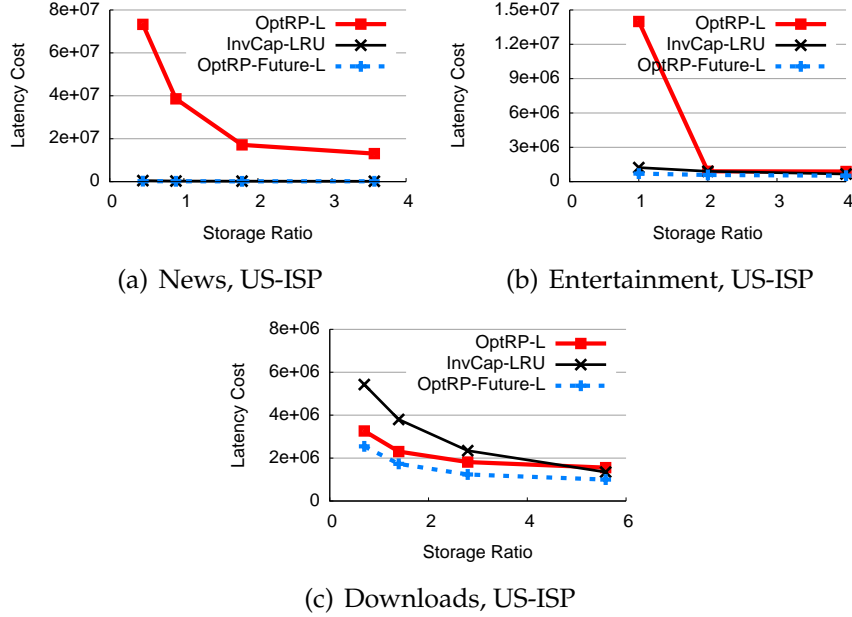 8e+07
6e+07
4e+07
2e+07
0
0 1 2 3 4
Latency Cost
Storage Ratio
OptRP-L
InvCap-LRU
OptRP-Future-L
(a) News, US-ISP
1.5e+07
1.2e+07
9e+06
6e+06
3e+06
0
0 1 2 3 4
Latency Cost
Storage Ratio
OptRP-L
InvCap-LRU
OptRP-Future-L
(b) Entertainment, US-ISP
8e+06
6e+06
4e+06
2e+06
0
0 2 4 6
Latency Cost
Storage Ratio
OptRP-L
InvCap-LRU
OptRP-Future-L
(c) Downloads, US-ISP